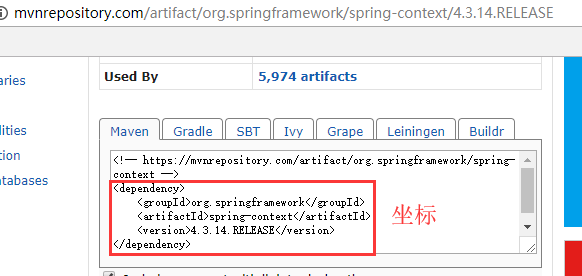 mvnrepository.com/artifact/org.springframework/spring-context/4.3.14.RELEASE
Used By 5,974 artifacts
aries
lities
tion
atabases
Maven Gradle SBT Ivy Grape Leiningen Buildr
<!-- https://mvnrepository.com/artifact/org.springframework/spring-
context -->
<dependency>
<groupId>org.springframework</groupId>
<artifactId>spring-context</artifactId>
<version>4.3.14.RELEASE</version>
</dependency>
坐标